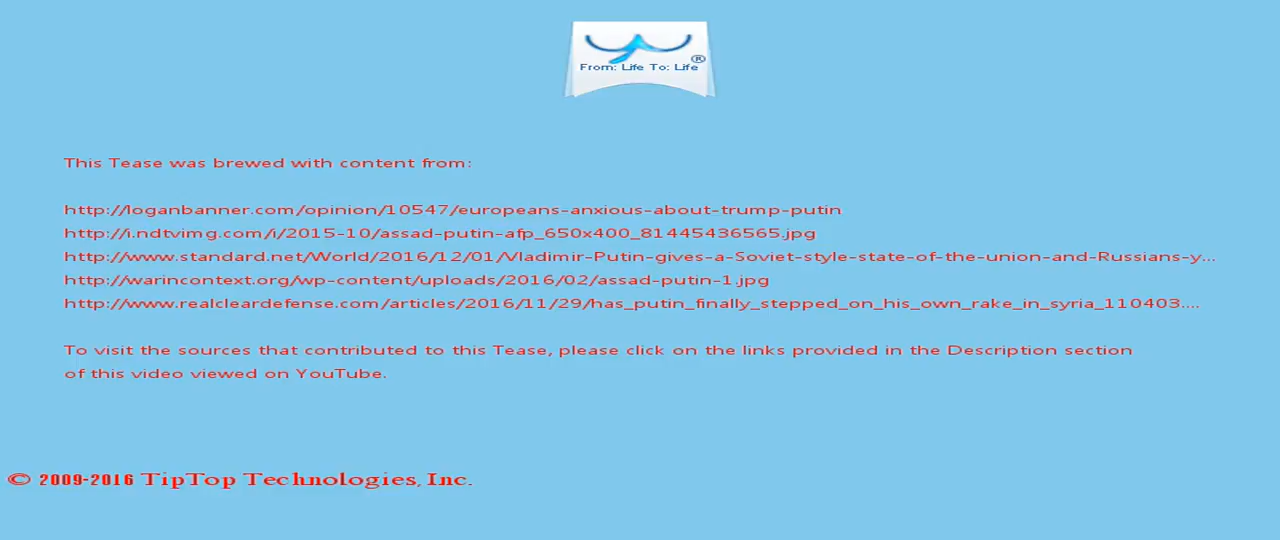 From: Life To: Life®
This Tease was brewed with content from:
http://loganbanner.com/opinion/10547/europeans-anxious-about-trump-putin
http://i.ndtvimg.com/i/2015-10/assad-putin-afp_650x400_81445436565.jpg
http://www.standard.net/World/2016/12/01/Vladimir-Putin-gives-a-Soviet-style-state-of-the-union-and-Russians-y...
http://warincontext.org/wp-content/uploads/2016/02/assad-putin-1.jpg
http://www.realcleardefense.com/articles/2016/11/29/has_putin_finally_stepped_on_his_own_rake_in_syria_110403....
To visit the sources that contributed to this Tease, please click on the links provided in the Description section
of this video viewed on YouTube.
© 2009-2016 TipTop Technologies, Inc.